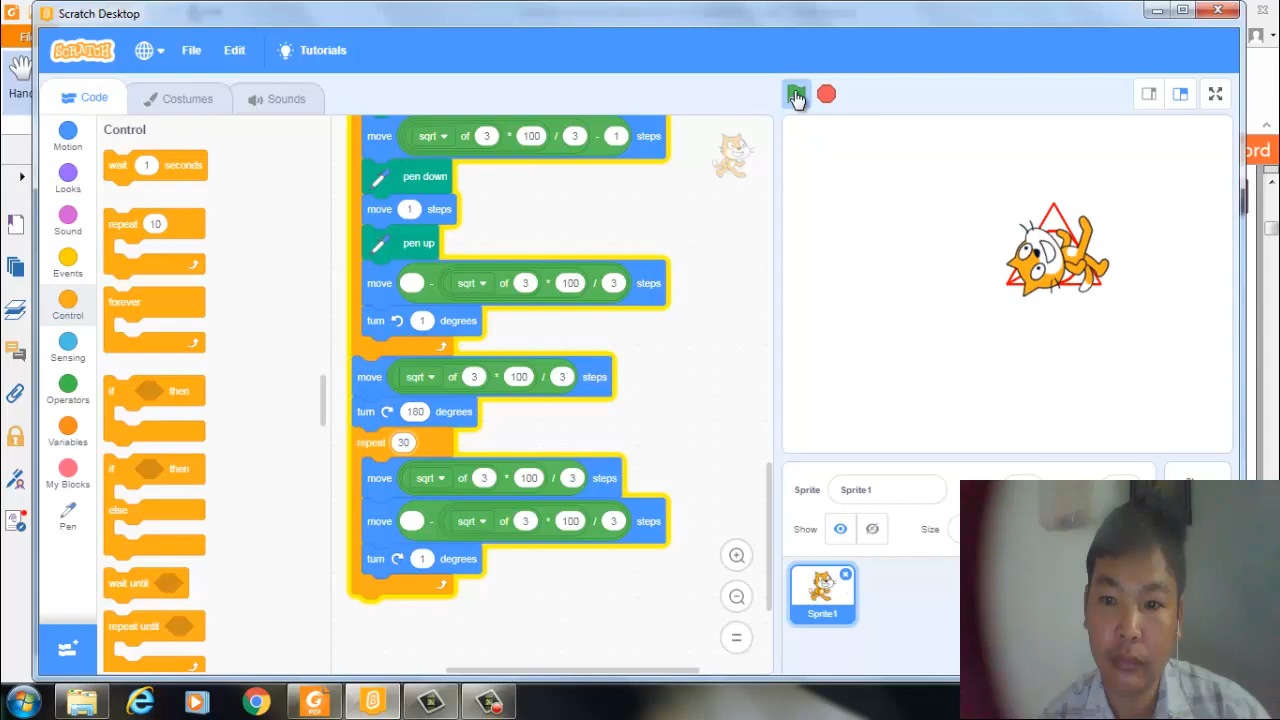 Scratch Desktop
SCRATCH
File
Edit
Tutorials
Code
Costumes
Sounds
Motion
Looks
Sound
Events
Control
Sensing
Operators
Variables
My Blocks
Pen
Control
wait 1 seconds
repeat 10
forever
if then
if then
else
wait until
repeat until
move sqrt of 3 * 100 / 3 - 1 steps
pen down
move 1 steps
pen up
move - sqrt of 3 * 100 / 3 steps
turn 1 degrees
move sqrt of 3 * 100 / 3 steps
turn 180 degrees
repeat 30
move sqrt of 3 * 100 / 3 steps
move - sqrt of 3 * 100 / 3 steps
turn 1 degrees
Sprite Sprite1
Show
Size
Sprite1
Han
ord
PDF